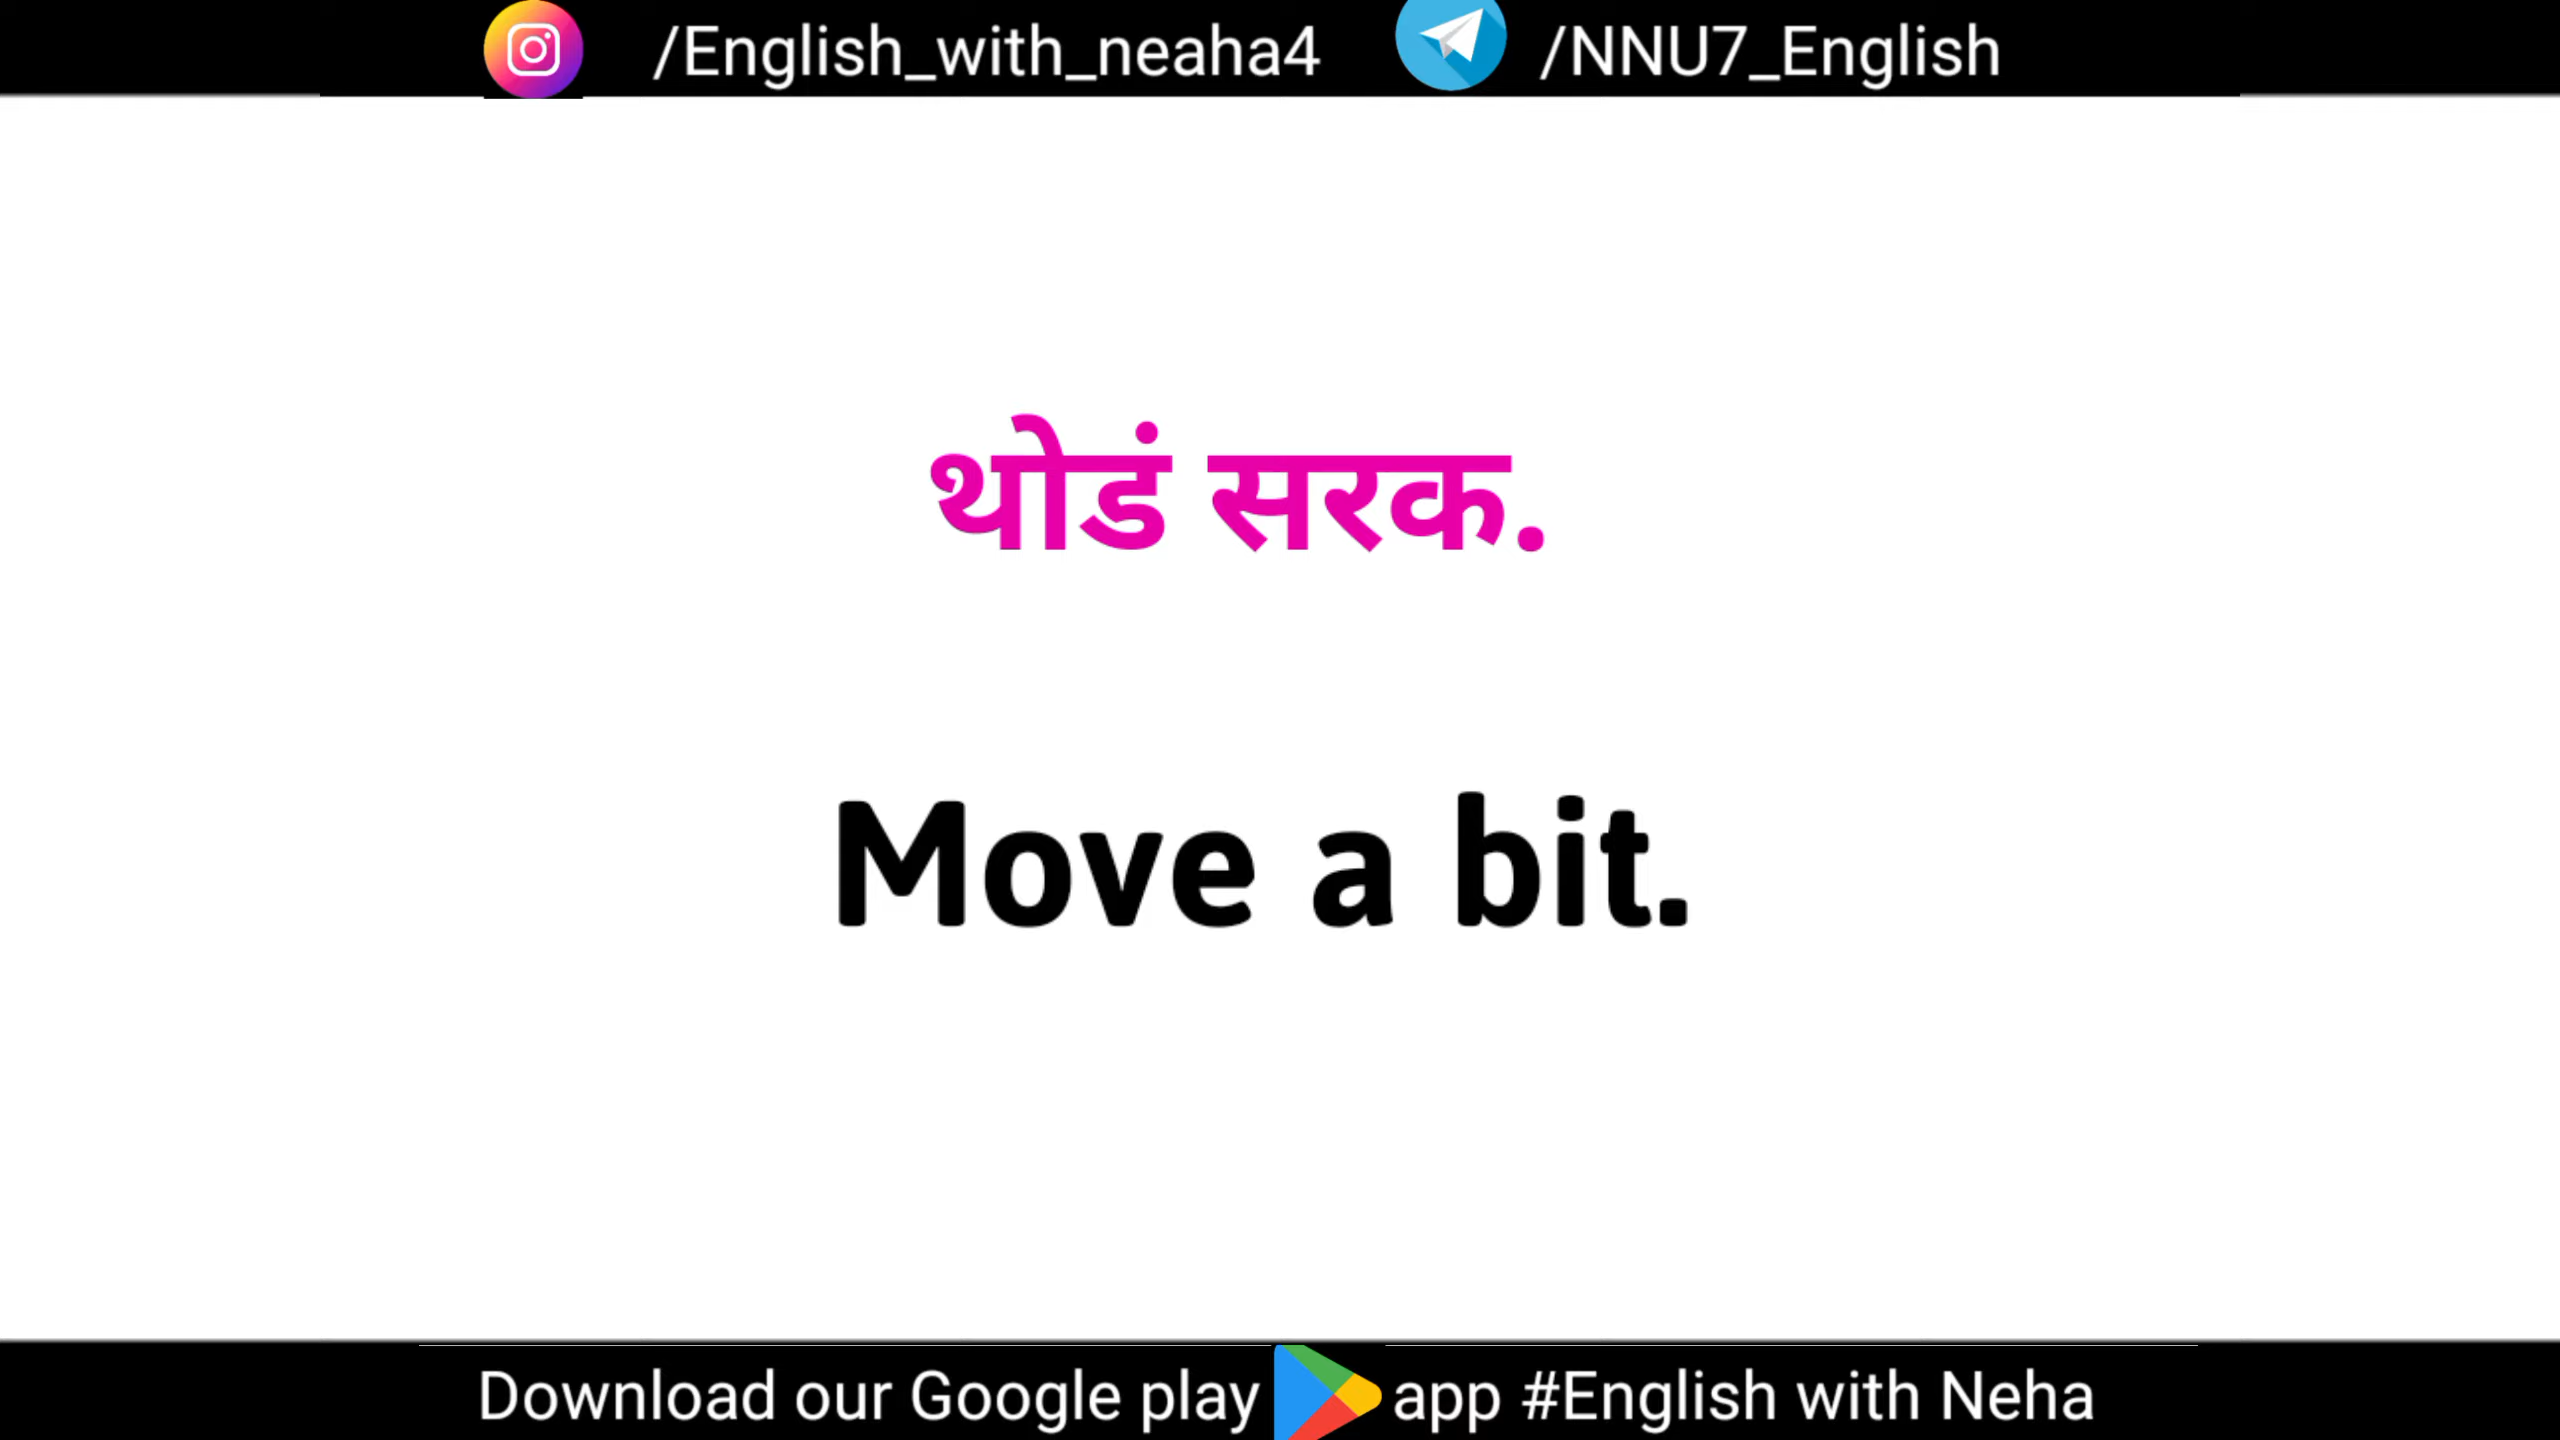 /English_with_neaha4 /NNU7_English
थोडं सरक.
Move a bit.
Download our Google play app #English with Neha